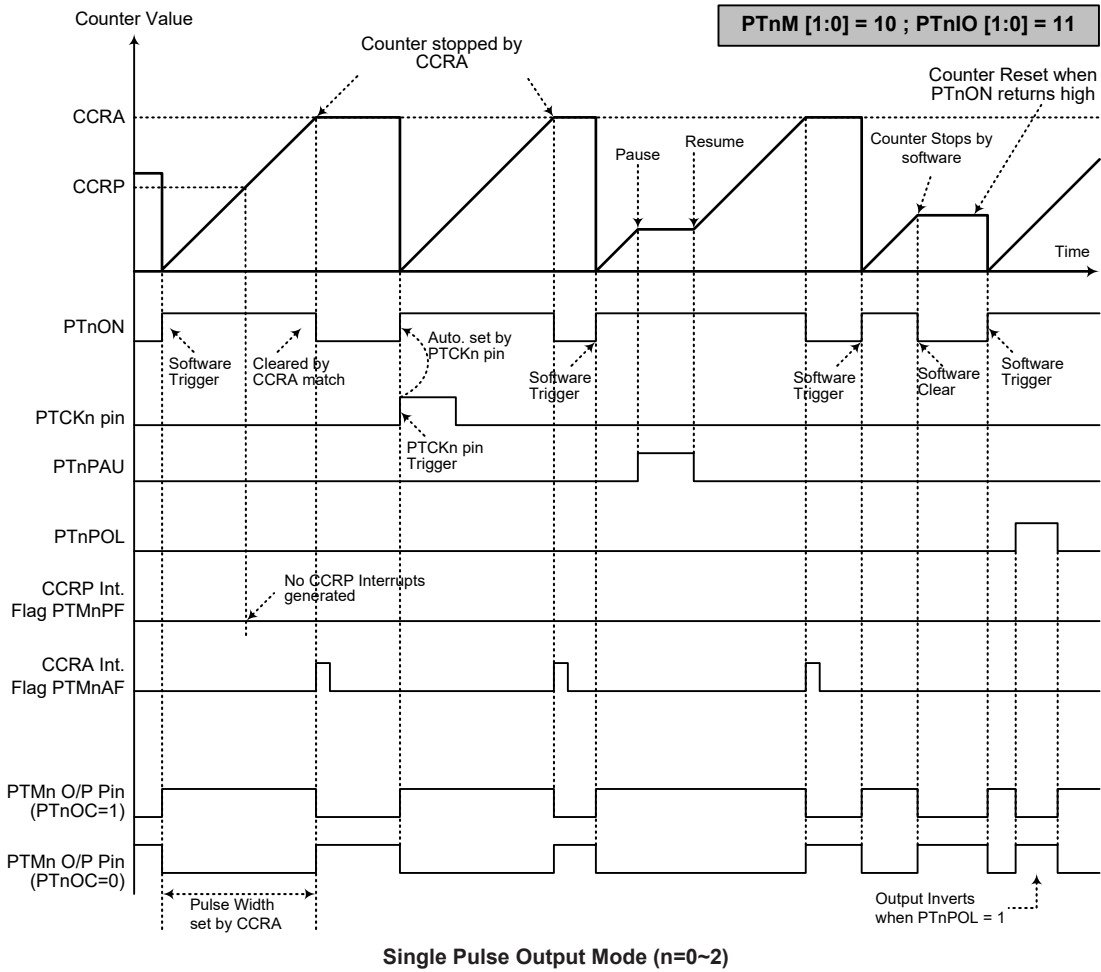 Counter Value
PTnM [1:0] = 10 ; PTnIO [1:0] = 11
Counter stopped by
CCRA
Counter Reset when
PTnON returns high
CCRA
Pause
Resume
Counter Stops by
software
CCRP
Time
PTnON
Software
Trigger
Cleared by
CCRA match
Auto. set by
PTCKn pin
Software
Trigger
Software
Trigger
Software
Clear
Software
Trigger
PTCKn pin
PTCKn pin
Trigger
PTnPAU
PTnPOL
CCRP Int.
Flag PTMnPF
No CCRP Interrupts
generated
CCRA Int.
Flag PTMnAF
PTMn O/P Pin
(PTnOC=1)
PTMn O/P Pin
(PTnOC=0)
Pulse Width
set by CCRA
Output Inverts
when PTnPOL = 1
Single Pulse Output Mode (n=0~2)